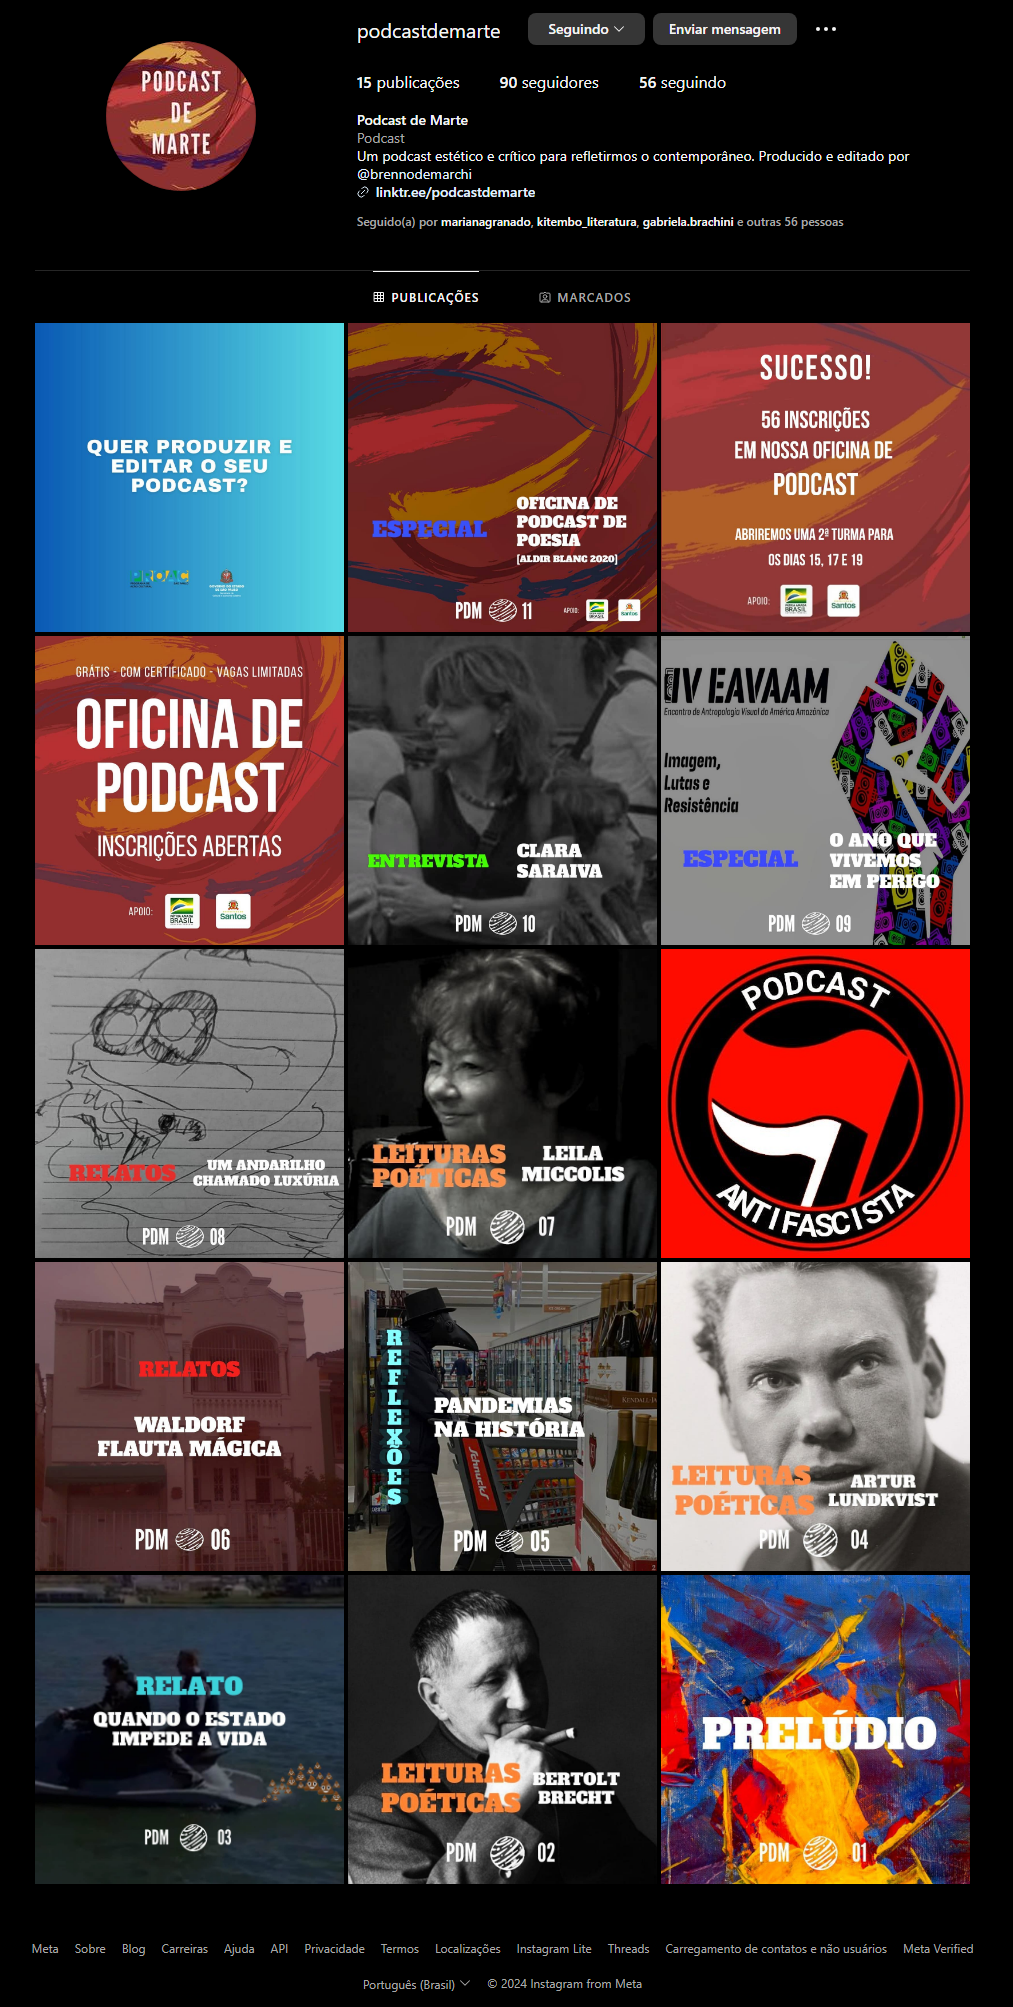 podcastdemarte
Seguindo
Enviar mensagem
15 publicações
90 seguidores
56 seguindo
PODCAST
DE
MARTE
Podcast de Marte
Podcast
Um podcast estético e crítico para refletirmos o contemporâneo. Producido e editado por
@brennodemarchi
linktr.ee/podcastdemarte
Seguido(a) por marianagranado, kitembo_literatura, gabriela.brachini e outras 56 pessoas
PUBLICAÇÕES
MARCADOS
QUER PRODUZIR E
EDITAR O SEU
PODCAST?
ESPECIAL
OFICINA DE
PODCAST DE
POESIA
[ALDIR BLANC 2020]
PDM 11
APOIO:
BRASIL
Santos
SUCESSO!
56 INSCRIÇÕES
EM NOSSA OFICINA DE
PODCAST
ABRIREMOS UMA 2ª TURMA PARA
OS DIAS 15, 17 E 19
APOIO:
BRASIL
Santos
GRÁTIS - COM CERTIFICADO - VAGAS LIMITADAS
OFICINA DE
PODCAST
INSCRIÇÕES ABERTAS
APOIO:
BRASIL
Santos
ENTREVISTA
CLARA
SARAIVA
PDM 10
IV EAVAAM
Encontro de Antropologia Visual da América Amazônica
Imagem,
Lutas e
Resistência
ESPECIAL
O ANO QUE
VIVEMOS
EM PERIGO
PDM 09
RELATOS
UM ANDARILHO
CHAMADO LUXÚRIA
PDM 08
LEITURAS
POÉTICAS
LEILA
MICCOLIS
PDM 07
PODCAST
ANTIFASCISTA
RELATOS
WALDORF
FLAUTA MÁGICA
PDM 06
REFLEXÕES
PANDEMIAS
NA HISTÓRIA
Schnucks
PDM 05
LEITURAS
POÉTICAS
ARTUR
LUNDKVIST
PDM 04
RELATO
QUANDO O ESTADO
IMPEDE A VIDA
PDM 03
LEITURAS
POÉTICAS
BERTOLT
BRECHT
PDM 02
PRELÚDIO
PDM 01
Meta
Sobre
Blog
Carreiras
Ajuda
API
Privacidade
Termos
Localizações
Instagram Lite
Threads
Carregamento de contatos e não usuários
Meta Verified
Português (Brasil)
© 2024 Instagram from Meta